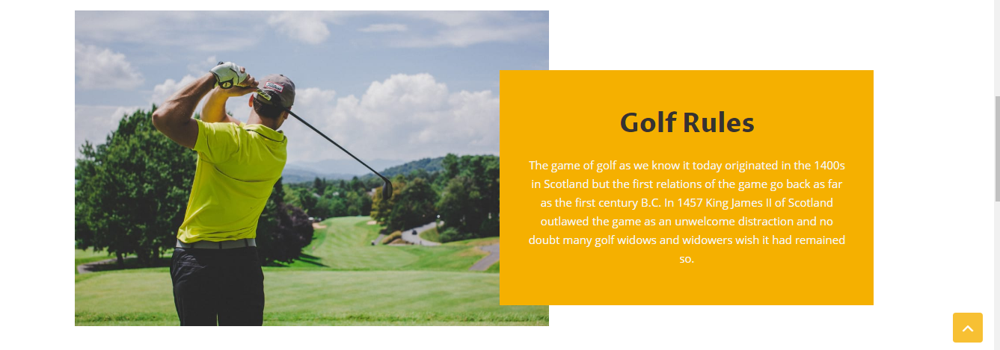 Golf Rules
The game of golf as we know it today originated in the 1400s
in Scotland but the first relations of the game go back as far
as the first century B.C. In 1457 King James II of Scotland
outlawed the game as an unwelcome distraction and no
doubt many golf widows and widowers wish it had remained
so.